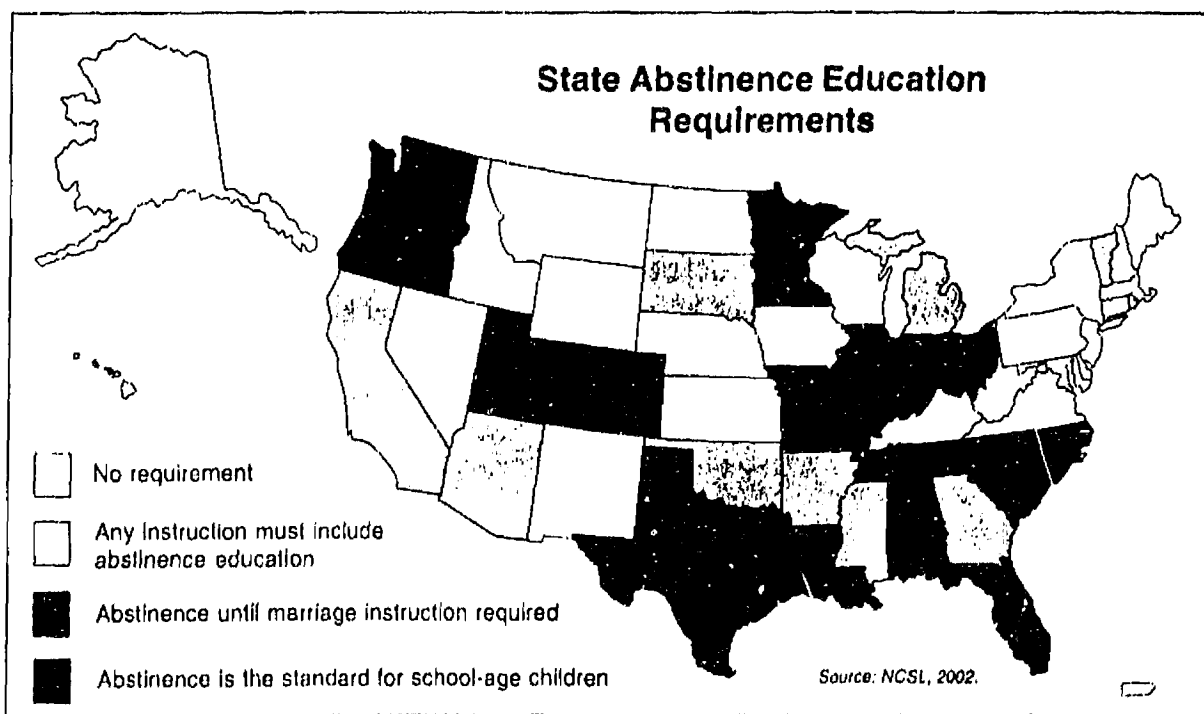 State Abstinence Education
Requirements
No requirement
Any Instruction must include
abstinence education
Abstinence until marriage instruction required
Abstinence is the standard for school-age children
Source: NCSL, 2002.